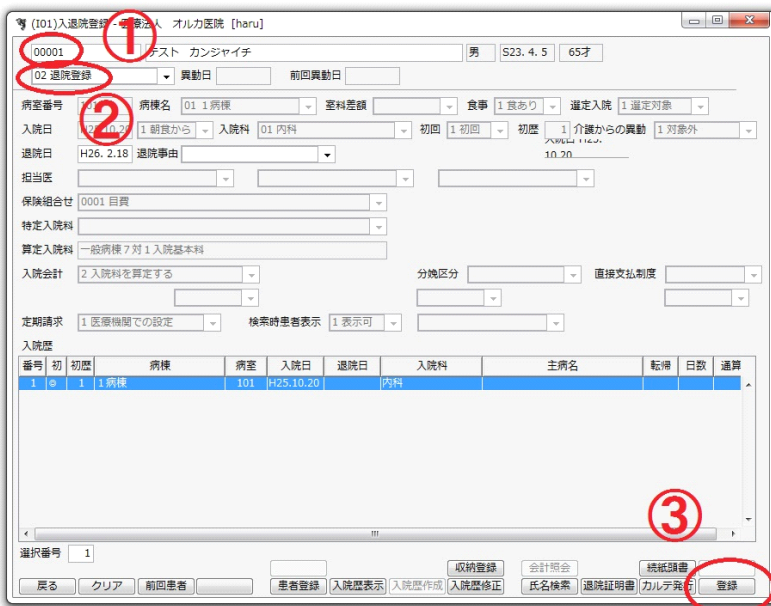 (I01)入退院登録 - 医療法人 オルカ医院 [haru]
①
00001 テスト カンジャイチ 男 S23. 4. 5 65才
02 退院登録 異動日 前回異動日
②
病室番号 101 病棟名 01 1病棟 室料差額 食事 1 食あり 選定入院 1 選定対象
入院日 H25.10.20 1 朝食から 入院科 01 内科 初回 1 初回 初歴 1 介護からの異動 1 対象外
退院日 H26. 2.18 退院事由 入院日 H25.
10.20
担当医
保険組合せ 0001 自費
特定入院料
算定入院料 一般病棟7対1入院基本料
入院会計 2 入院料を算定する 分娩区分 直接支払制度
定期請求 1 医療機関での設定 検索時患者表示 1 表示可
入院歴
番号 初 初歴 病棟 病室 入院日 退院日 入院科 主病名 転帰 日数 通算
1 ◎ 1 1病棟 101 H25.10.20 内科
③
選択番号 1
収納登録 会計照会 続紙頭書
戻る クリア 前回患者 患者登録 入院歴表示 入院歴作成 入院歴修正 氏名検索 退院証明書 カルテ発行 登録